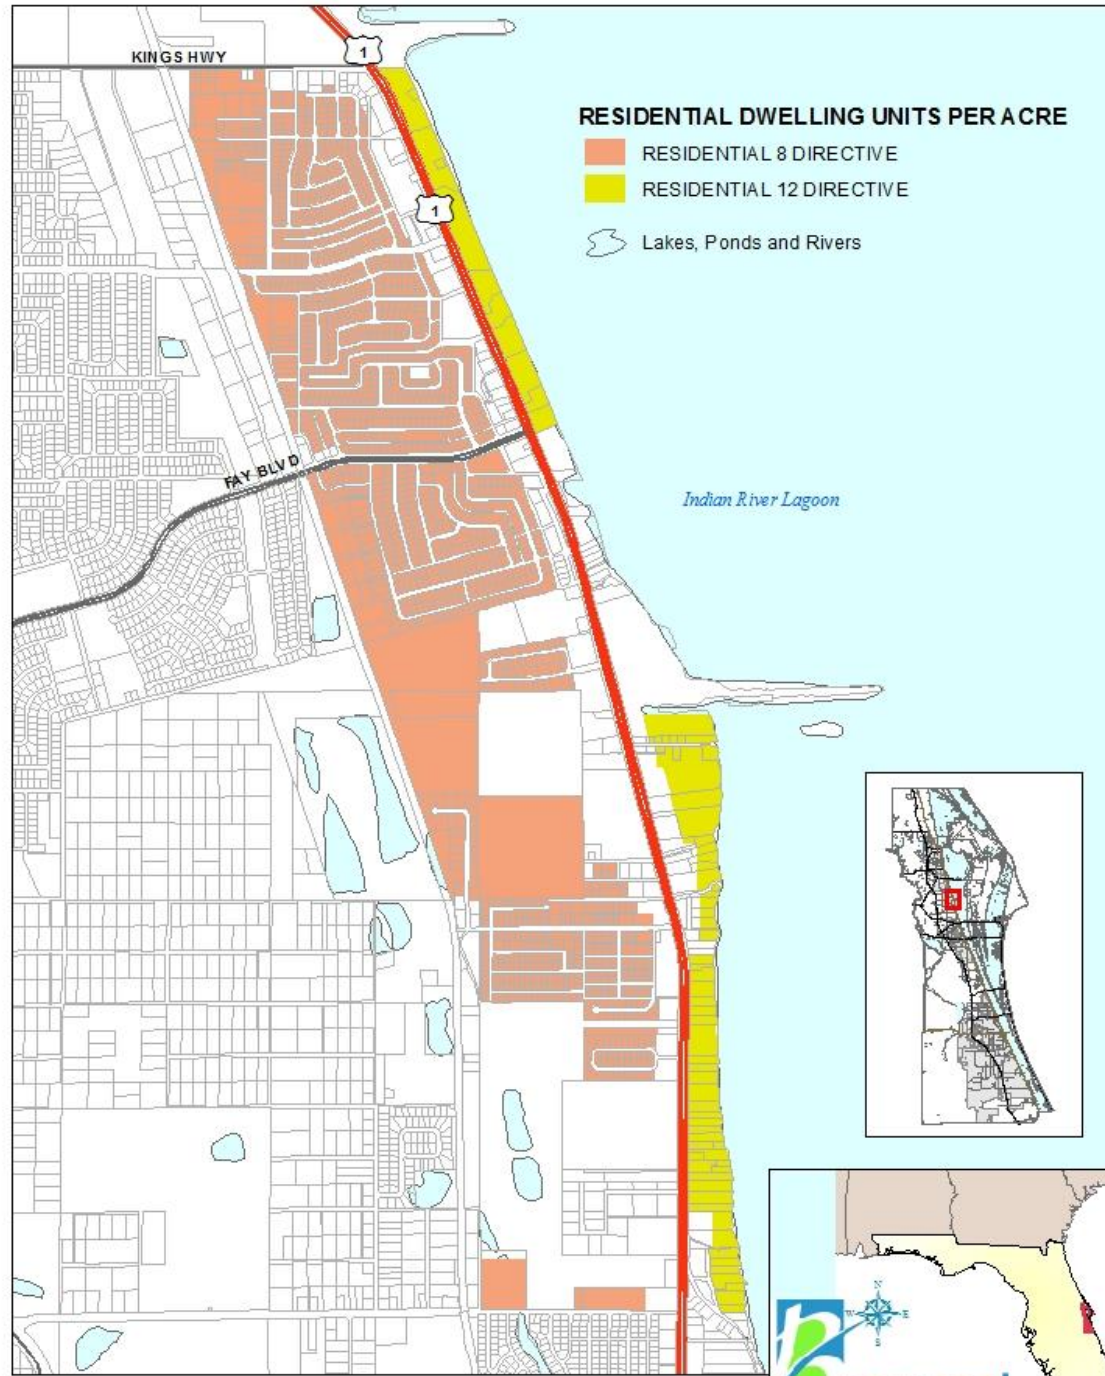 KINGS HWY
1
RESIDENTIAL DWELLING UNITS PER ACRE
RESIDENTIAL 8 DIRECTIVE
RESIDENTIAL 12 DIRECTIVE
1
Lakes, Ponds and Rivers
FAY BLVD
Indian River Lagoon
N
W E
S